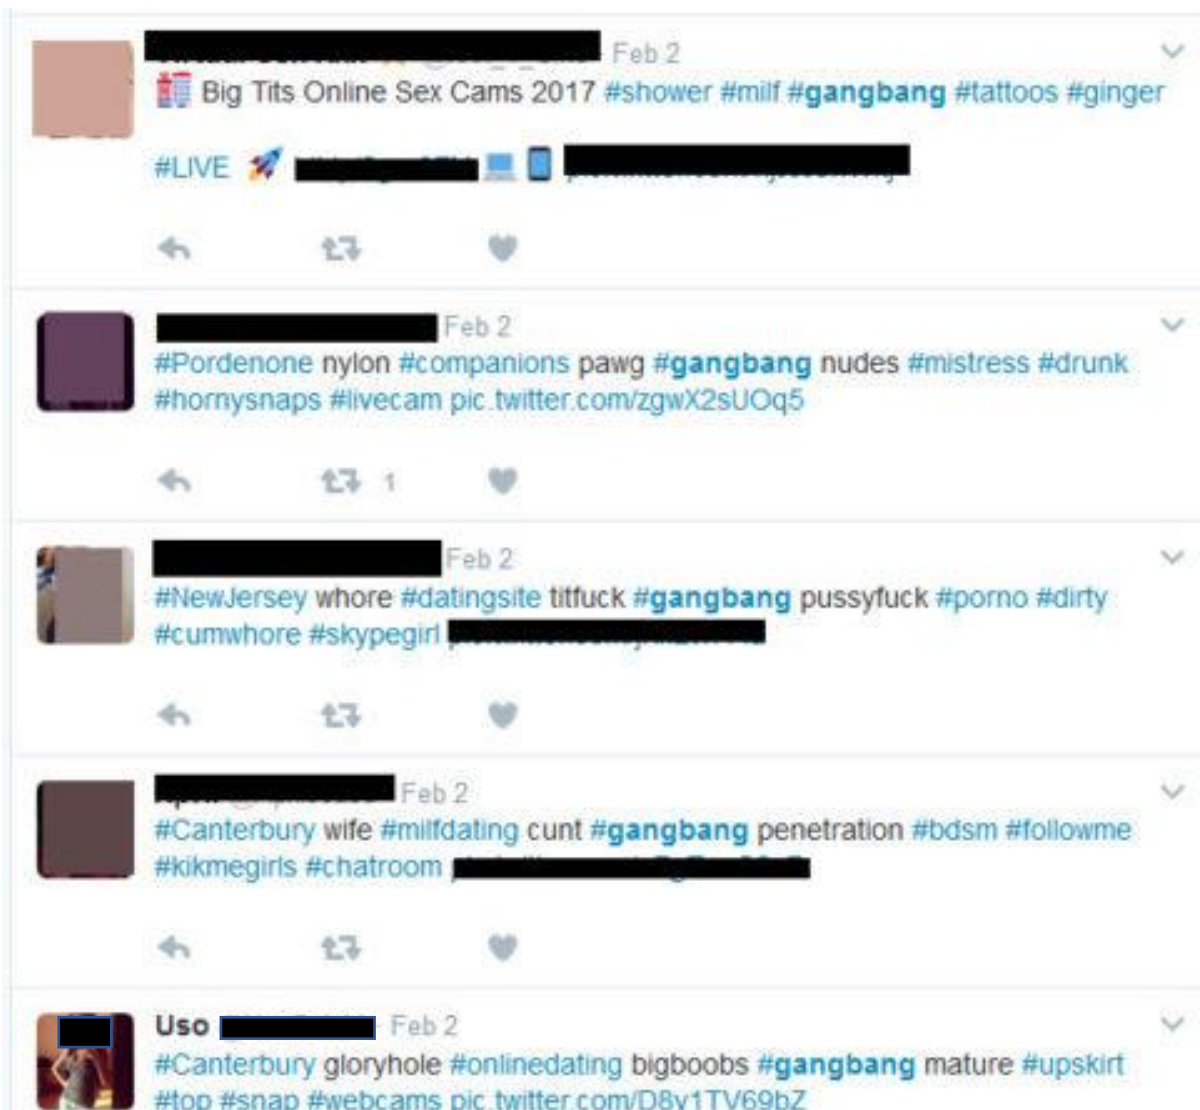 Feb 2
Big Tits Online Sex Cams 2017 #shower #milf #gangbang #tattoos #ginger
#LIVE
Feb 2
#Pordenone nylon #companions pawg #gangbang nudes #mistress #drunk
#hornysnaps #livecam pic.twitter.com/zgwX2sUOq5
1
Feb 2
#NewJersey whore #datingsite titfuck #gangbang pussyfuck #porno #dirty
#cumwhore #skypegirl
Feb 2
#Canterbury wife #milfdating cunt #gangbang penetration #bdsm #followme
#kikmegirls #chatroom
Uso Feb 2
#Canterbury gloryhole #onlinedating bigboobs #gangbang mature #upskirt
#top #snap #webcams pic.twitter.com/D8y1TV69bZ